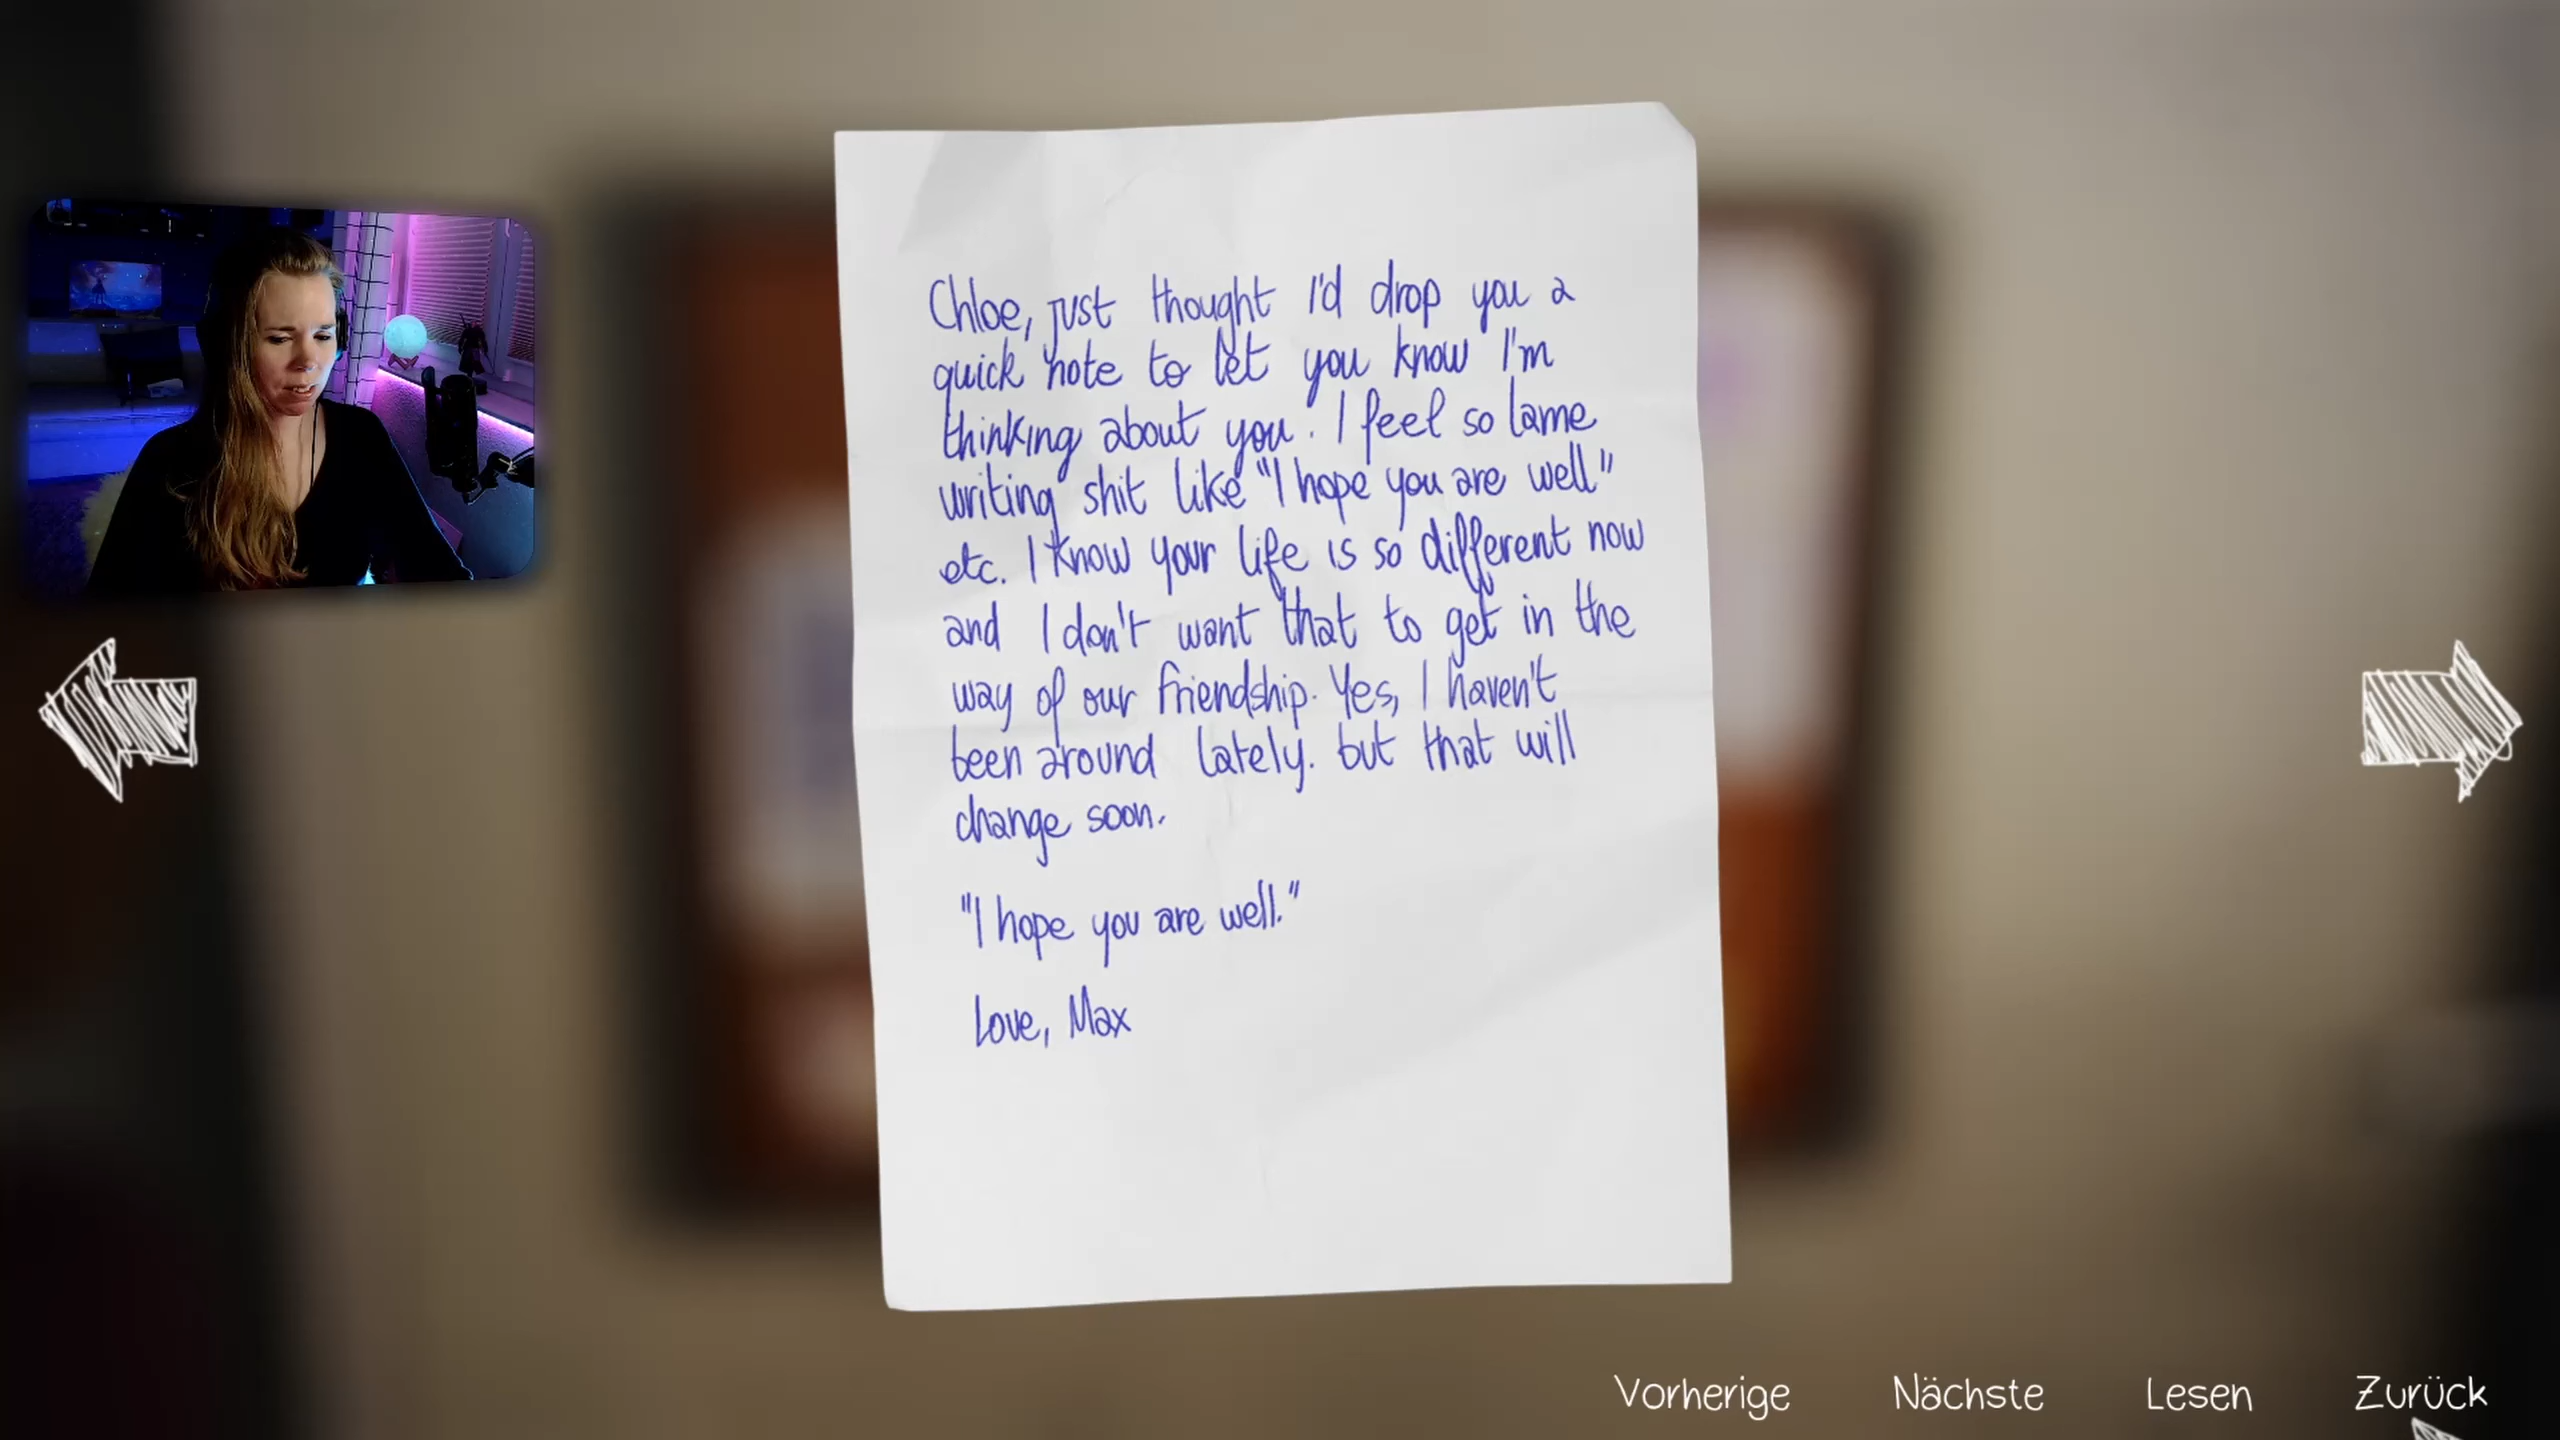 Chloe, just thought I'd drop you a
quick note to let you know I'm
thinking about you. I feel so lame
writing shit like "I hope you are well"
etc. I know your life is so different now
and I don't want that to get in the
way of our friendship. Yes, I haven't
been around lately. but that will
change soon.
"I hope you are well."
Love, Max
Vorherige Nächste Lesen Zurück